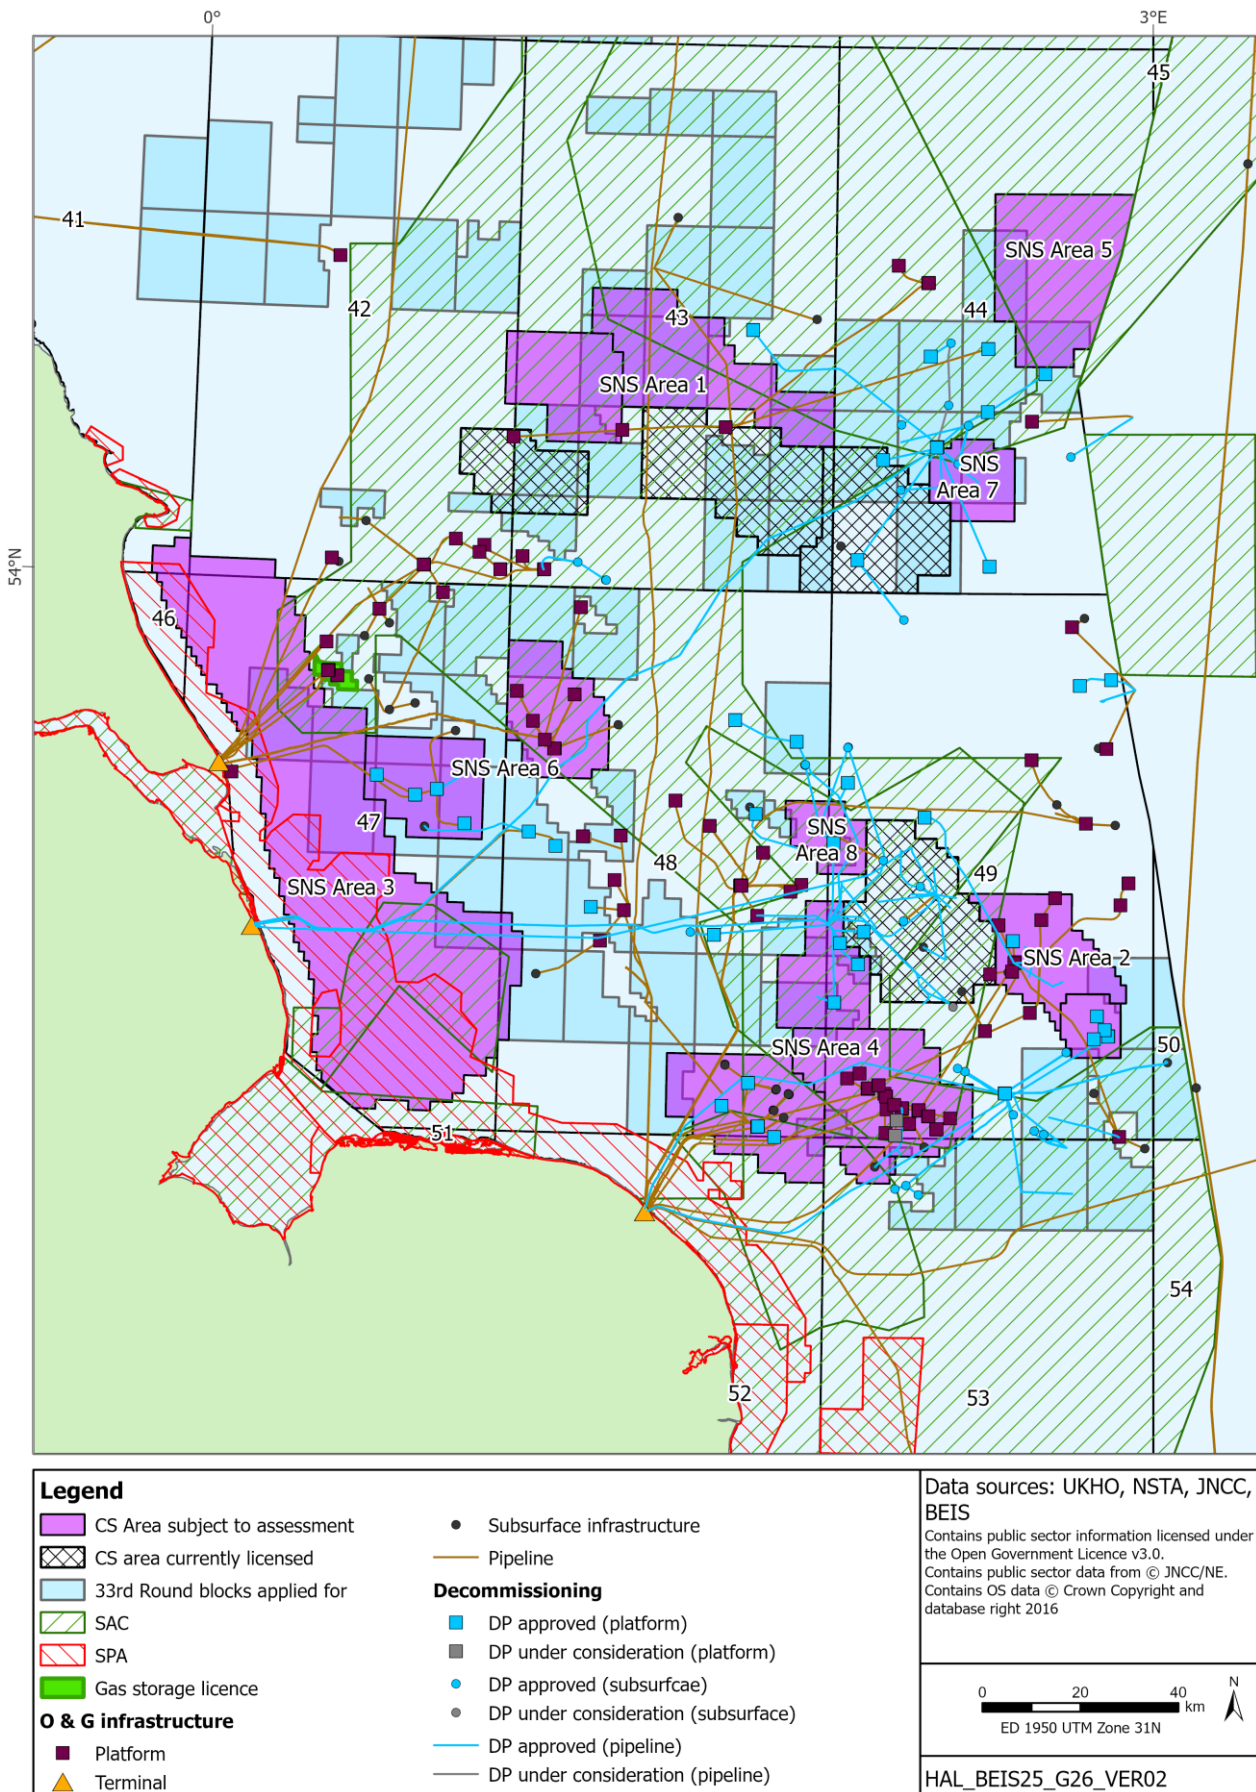 0°
3°E
45
41
SNS Area 5
42
43
44
SNS Area 1
SNS
Area 7
54°N
46
SNS Area 6
47
SNS
Area 8
48
49
SNS Area 3
SNS Area 2
SNS Area 4
50
51
54
52
53
Legend
CS Area subject to assessment
CS area currently licensed
33rd Round blocks applied for
SAC
SPA
Gas storage licence
O & G infrastructure
Platform
Terminal
Subsurface infrastructure
Pipeline
Decommissioning
DP approved (platform)
DP under consideration (platform)
DP approved (subsurfcae)
DP under consideration (subsurface)
DP approved (pipeline)
DP under consideration (pipeline)
Data sources: UKHO, NSTA, JNCC,
BEIS
Contains public sector information licensed under
the Open Government Licence v3.0.
Contains public sector data from © JNCC/NE.
Contains OS data © Crown Copyright and
database right 2016
0 20 40
km
N
ED 1950 UTM Zone 31N
HAL_BEIS25_G26_VER02